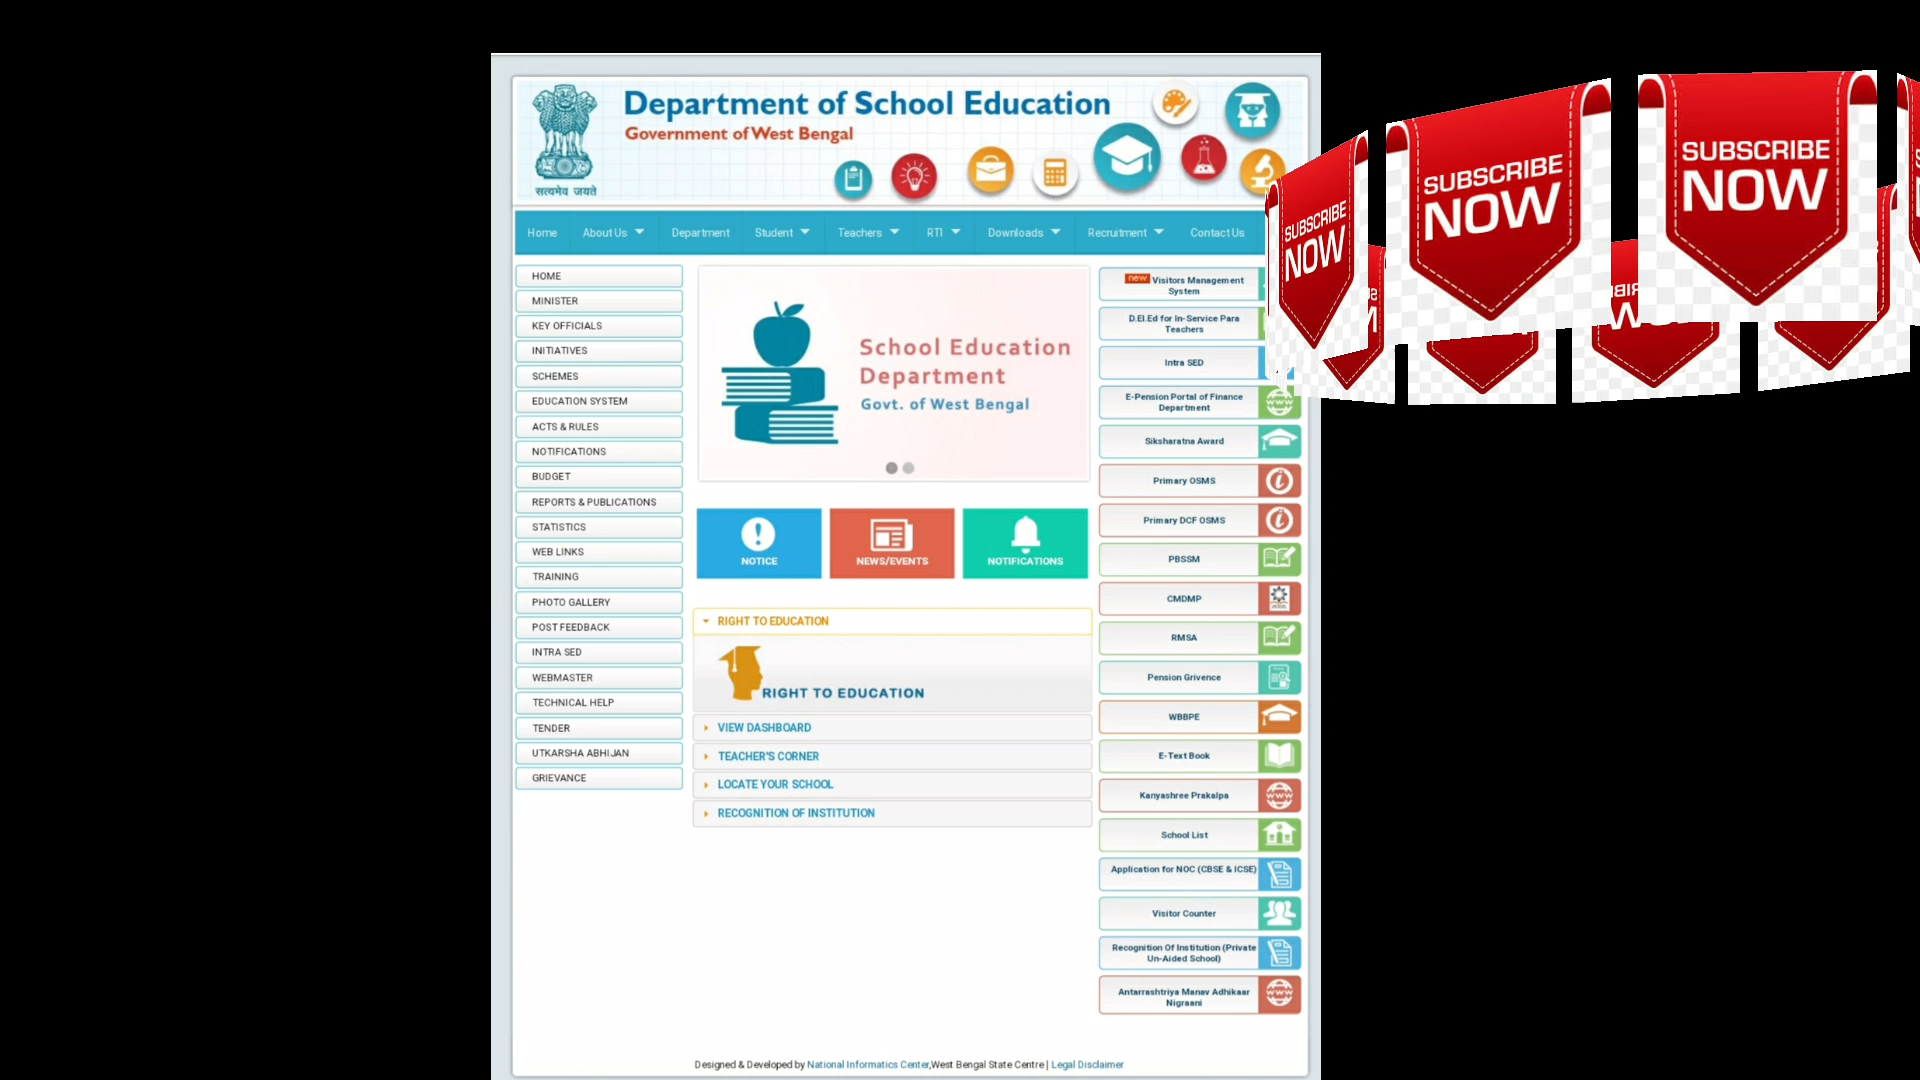 Department of School Education
Government of West Bengal
सत्यमेव जयते
Home About Us Department Student Teachers RTI Downloads Recruitment Contact Us
HOME
MINISTER
KEY OFFICIALS
INITIATIVES
SCHEMES
EDUCATION SYSTEM
ACTS & RULES
NOTIFICATIONS
BUDGET
REPORTS & PUBLICATIONS
STATISTICS
WEB LINKS
TRAINING
PHOTO GALLERY
POST FEEDBACK
INTRA SED
WEBMASTER
TECHNICAL HELP
TENDER
UTKARSHA ABHIJAN
GRIEVANCE
School Education
Department
Govt. of West Bengal
NOTICE
NEWS/EVENTS
NOTIFICATIONS
RIGHT TO EDUCATION
RIGHT TO EDUCATION
VIEW DASHBOARD
TEACHER'S CORNER
LOCATE YOUR SCHOOL
RECOGNITION OF INSTITUTION
new Visitors Management
System
D.El.Ed for In-Service Para
Teachers
Intra SED
E-Pension Portal of Finance
Department
Siksharatna Award
Primary OSMS
Primary DCF OSMS
PBSSM
CMDMP
RMSA
Pension Grivence
WBBPE
E-Text Book
Kanyashree Prakalpa
School List
Application for NOC (CBSE & ICSE)
Visitor Counter
Recognition Of Institution (Private
Un-Aided School)
Antarrashtriya Manav Adhikaar
Nigraani
Designed & Developed by National Informatics Center,West Bengal State Centre | Legal Disclaimer
SUBSCRIBE
NOW
SUBSCRIBE
NOW
SUBSCRIBE
NOW